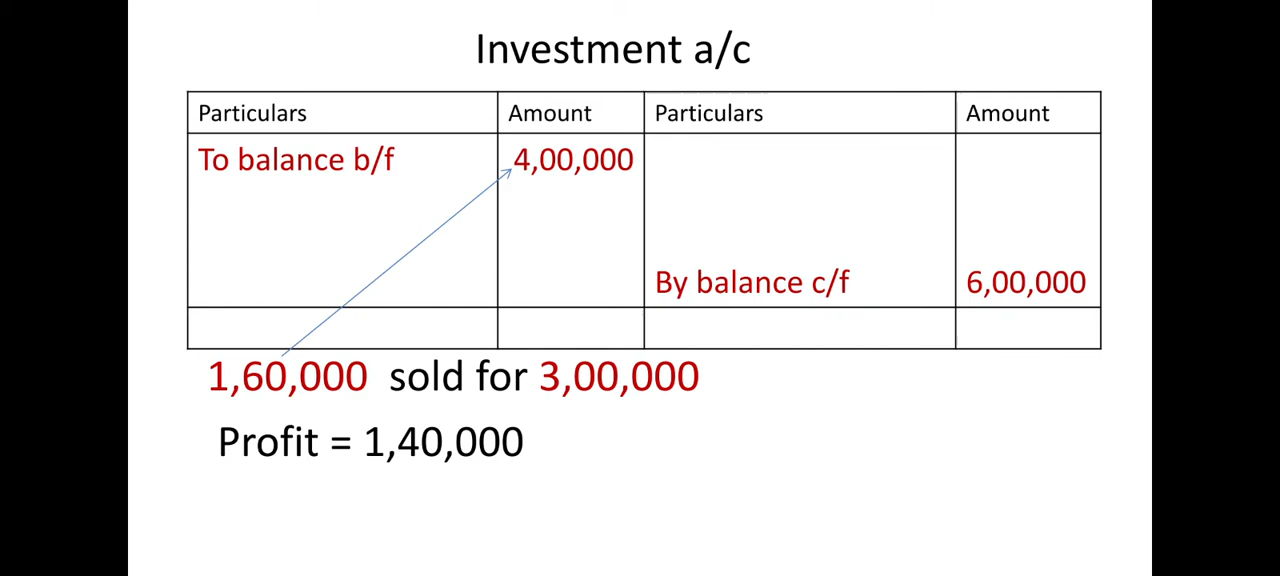 Investment a/c
Particulars Amount Particulars Amount
To balance b/f 4,00,000
By balance c/f 6,00,000
1,60,000 sold for 3,00,000
Profit = 1,40,000